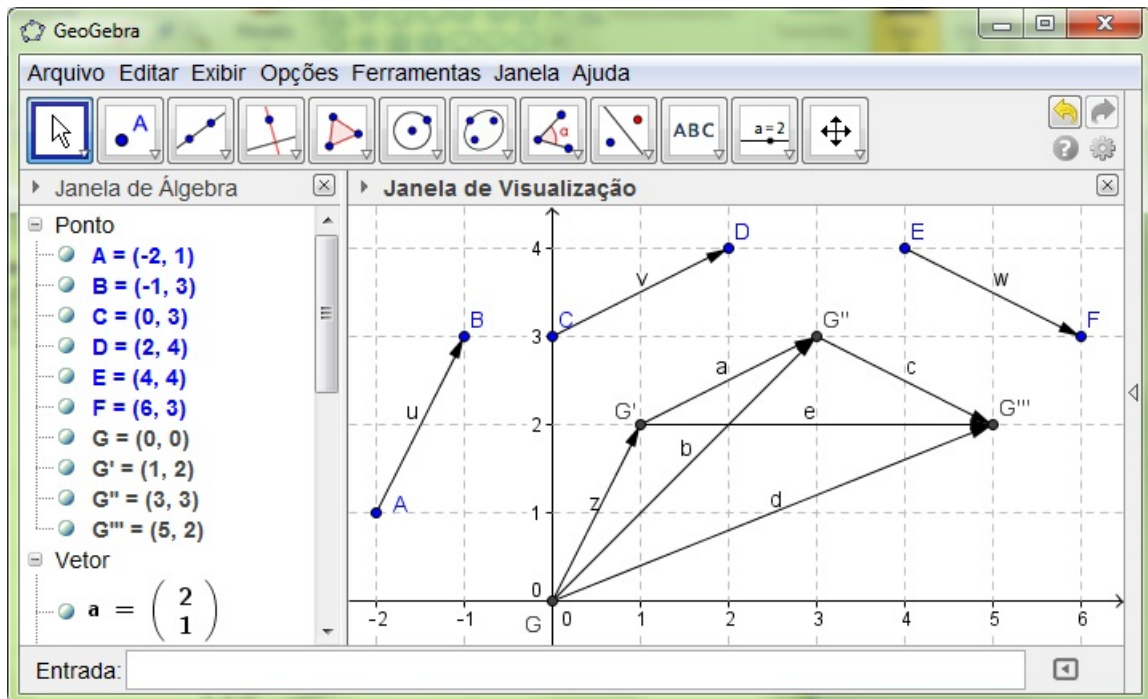 GeoGebra
Arquivo Editar Exibir Opções Ferramentas Janela Ajuda
A
α
ABC
a=2
Janela de Álgebra
Ponto
A = (-2, 1)
B = (-1, 3)
C = (0, 3)
D = (2, 4)
E = (4, 4)
F = (6, 3)
G = (0, 0)
G' = (1, 2)
G'' = (3, 3)
G''' = (5, 2)
Vetor
a = ( 2
1 )
Janela de Visualização
4 D E
v w
3 B C G'' F
a c
u G' e G'''
2
b
z d
1 A
0
-2 -1 G 0 1 2 3 4 5 6
Entrada: